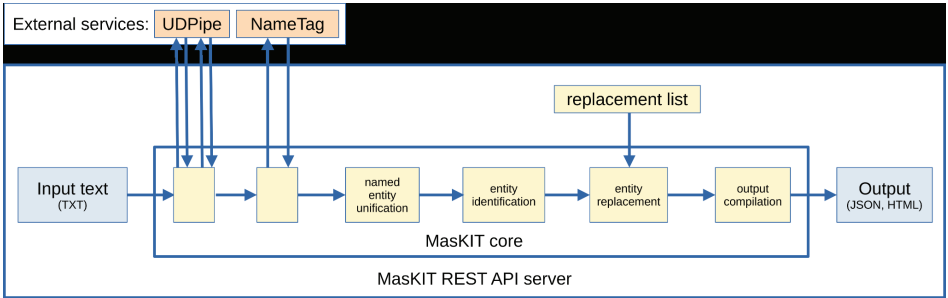 External services: UDPipe NameTag
replacement list
Input text
(TXT)
named
entity
unification
entity
identification
entity
replacement
output
compilation
Output
(JSON, HTML)
MasKIT core
MasKIT REST API server